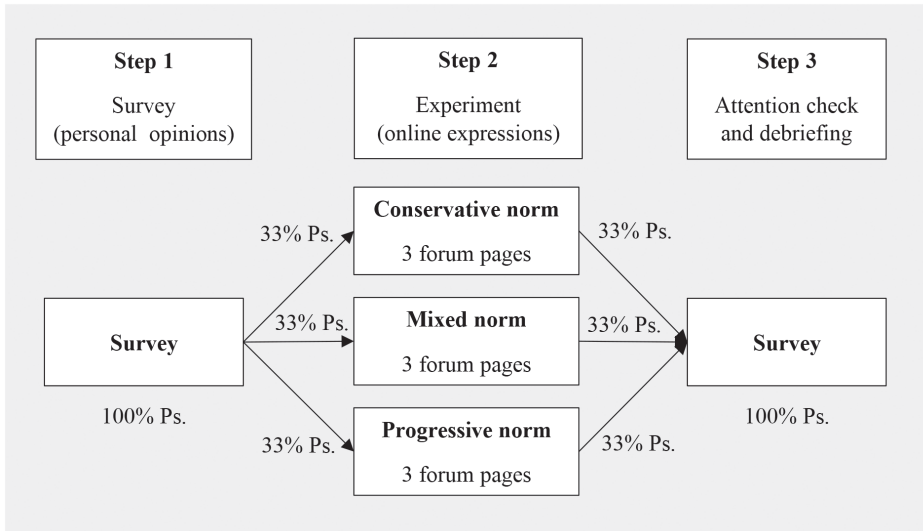 Step 1
Survey
(personal opinions)
Step 2
Experiment
(online expressions)
Step 3
Attention check
and debriefing
Conservative norm
3 forum pages
33% Ps.
33% Ps.
Survey
100% Ps.
33% Ps.
Mixed norm
3 forum pages
33% Ps.
Survey
100% Ps.
33% Ps.
Progressive norm
3 forum pages
33% Ps.